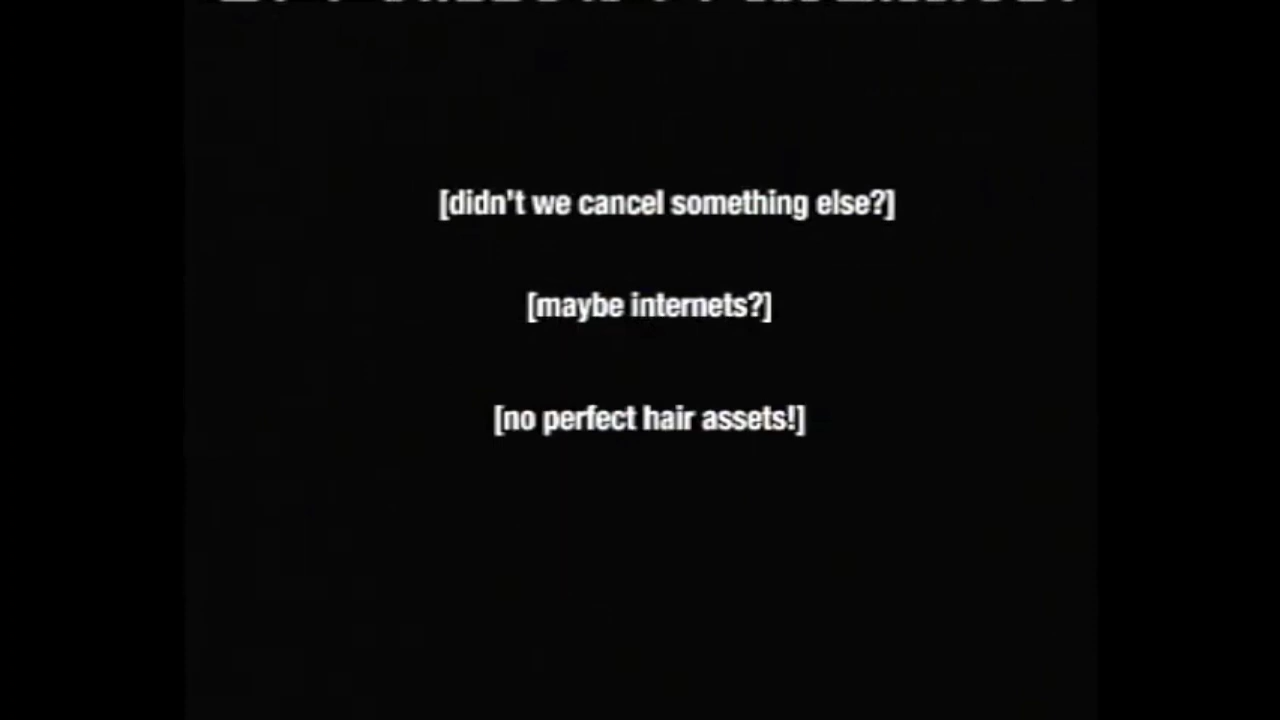 [didn't we cancel something else?]
[maybe internets?]
[no perfect hair assets!]